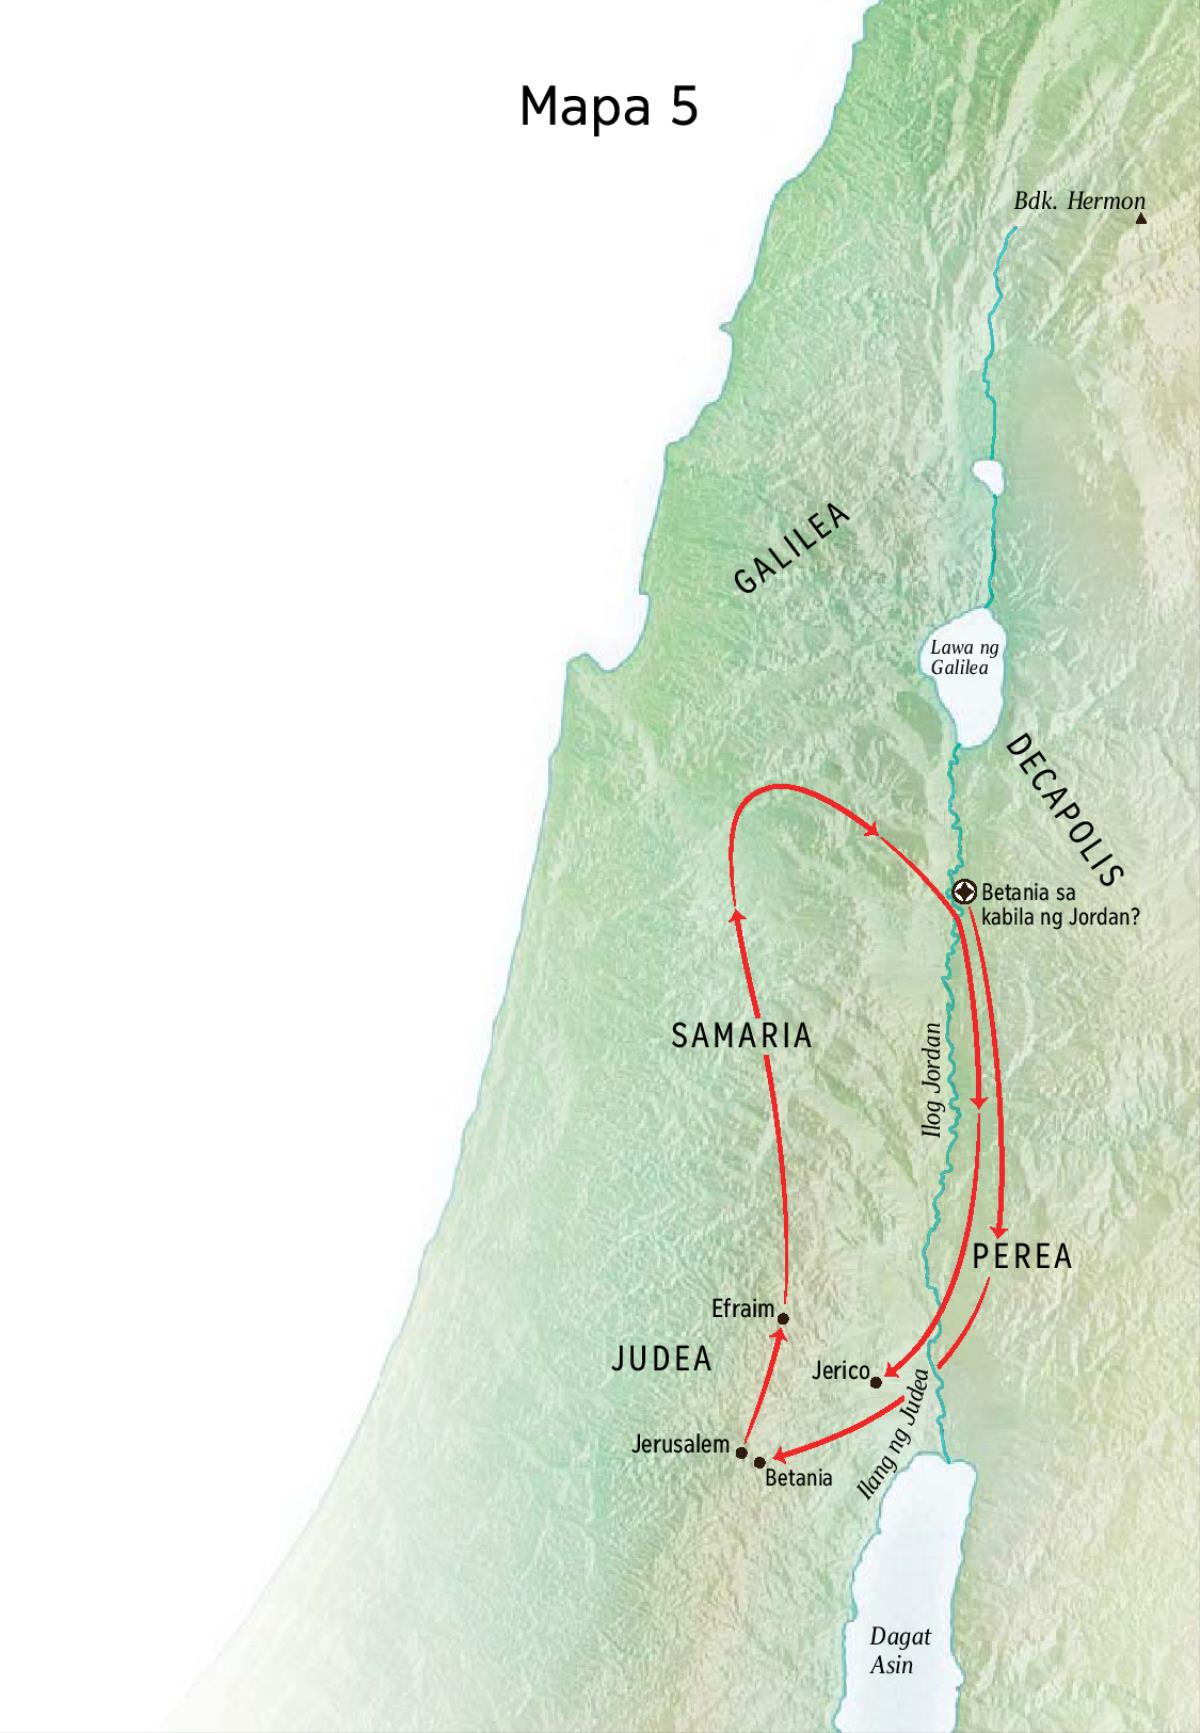 Mapa 5
Bdk. Hermon
GALILEA
Lawa ng
Galilea
DECAPOLIS
Betania sa
kabila ng Jordan?
SAMARIA
Ilog Jordan
PEREA
Efraim
JUDEA
Jerico
Ilang ng Judea
Jerusalem
Betania
Dagat
Asin